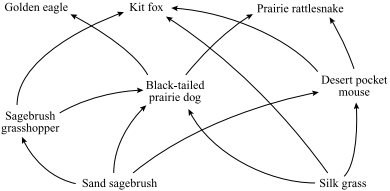 Golden eagle
Kit fox
Prairie rattlesnake
Black-tailed
prairie dog
Desert pocket
mouse
Sagebrush
grasshopper
Sand sagebrush
Silk grass